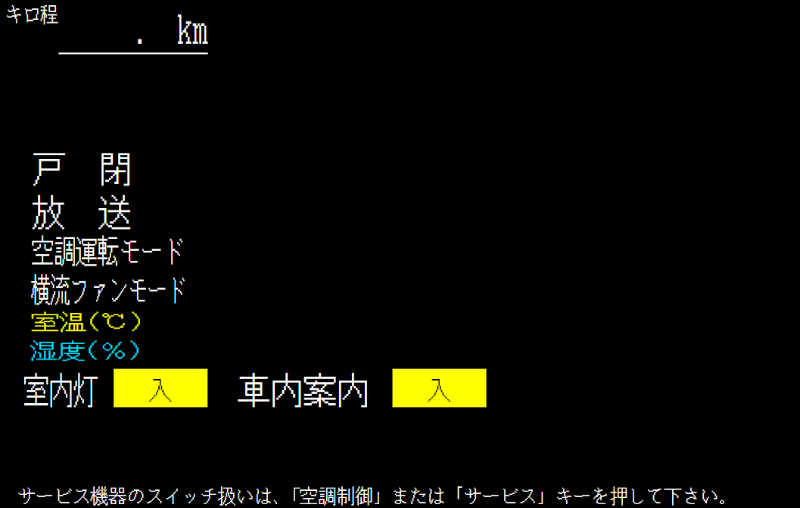 キロ程
. km
戸 閉
放 送
空調運転モード
横流ファンモード
室温(℃)
湿度(%)
室内灯 入 車内案内 入
サービス機器のスイッチ扱いは、「空調制御」または「サービス」キーを押して下さい。